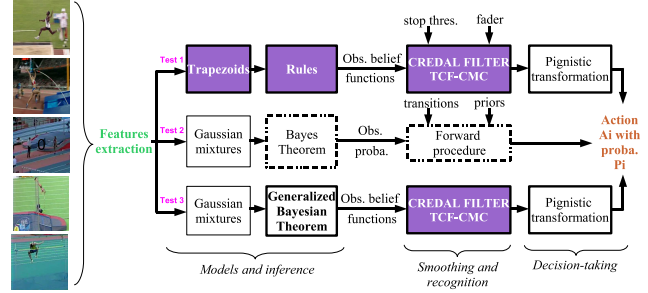 stop thres.
fader
Test 1
Trapezoids
Rules
Obs. belief
functions
CREDAL FILTER
TCF-CMC
Pignistic
transformation
transitions
priors
Features
extraction
Test 2
Gaussian
mixtures
Bayes
Theorem
Obs.
proba.
Forward
procedure
Action
Ai with
proba.
Pi
Test 3
Gaussian
mixtures
Generalized
Bayesian
Theorem
Obs. belief
functions
CREDAL FILTER
TCF-CMC
Pignistic
transformation
Models and inference
Smoothing and
recognition
Decision-taking